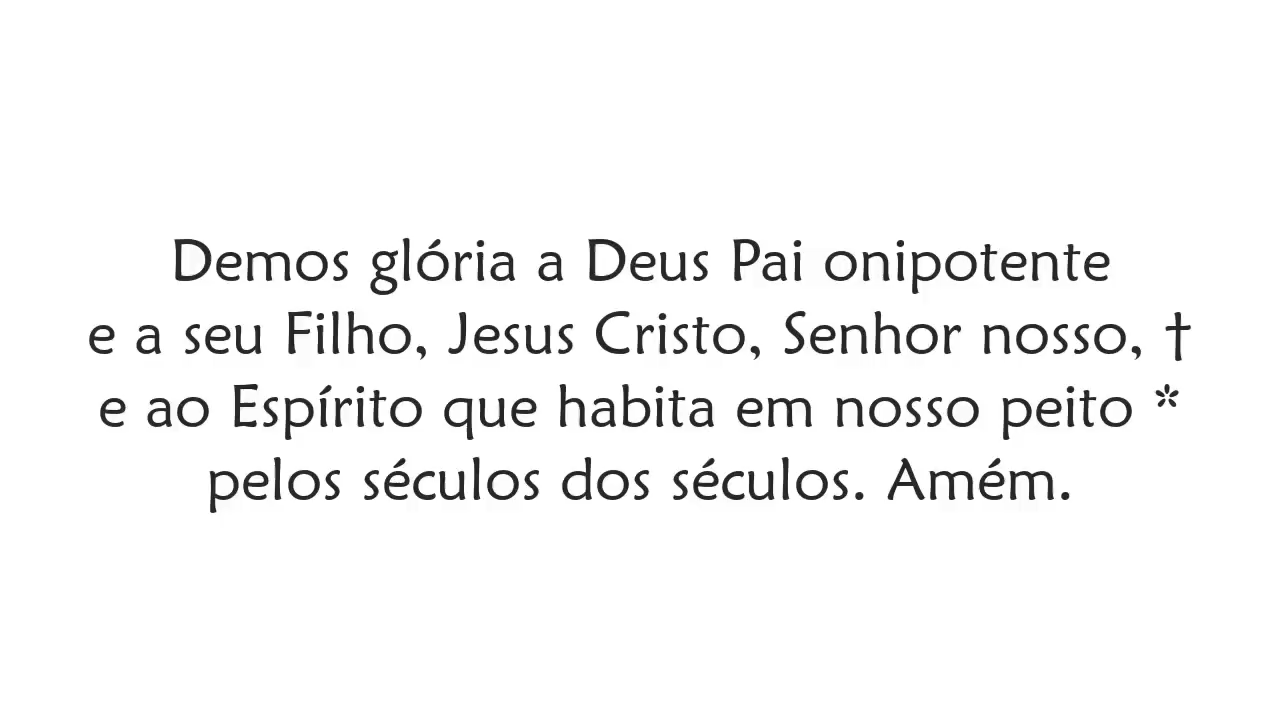 Demos glória a Deus Pai onipotente
e a seu Filho, Jesus Cristo, Senhor nosso, †
e ao Espírito que habita em nosso peito *
pelos séculos dos séculos. Amém.